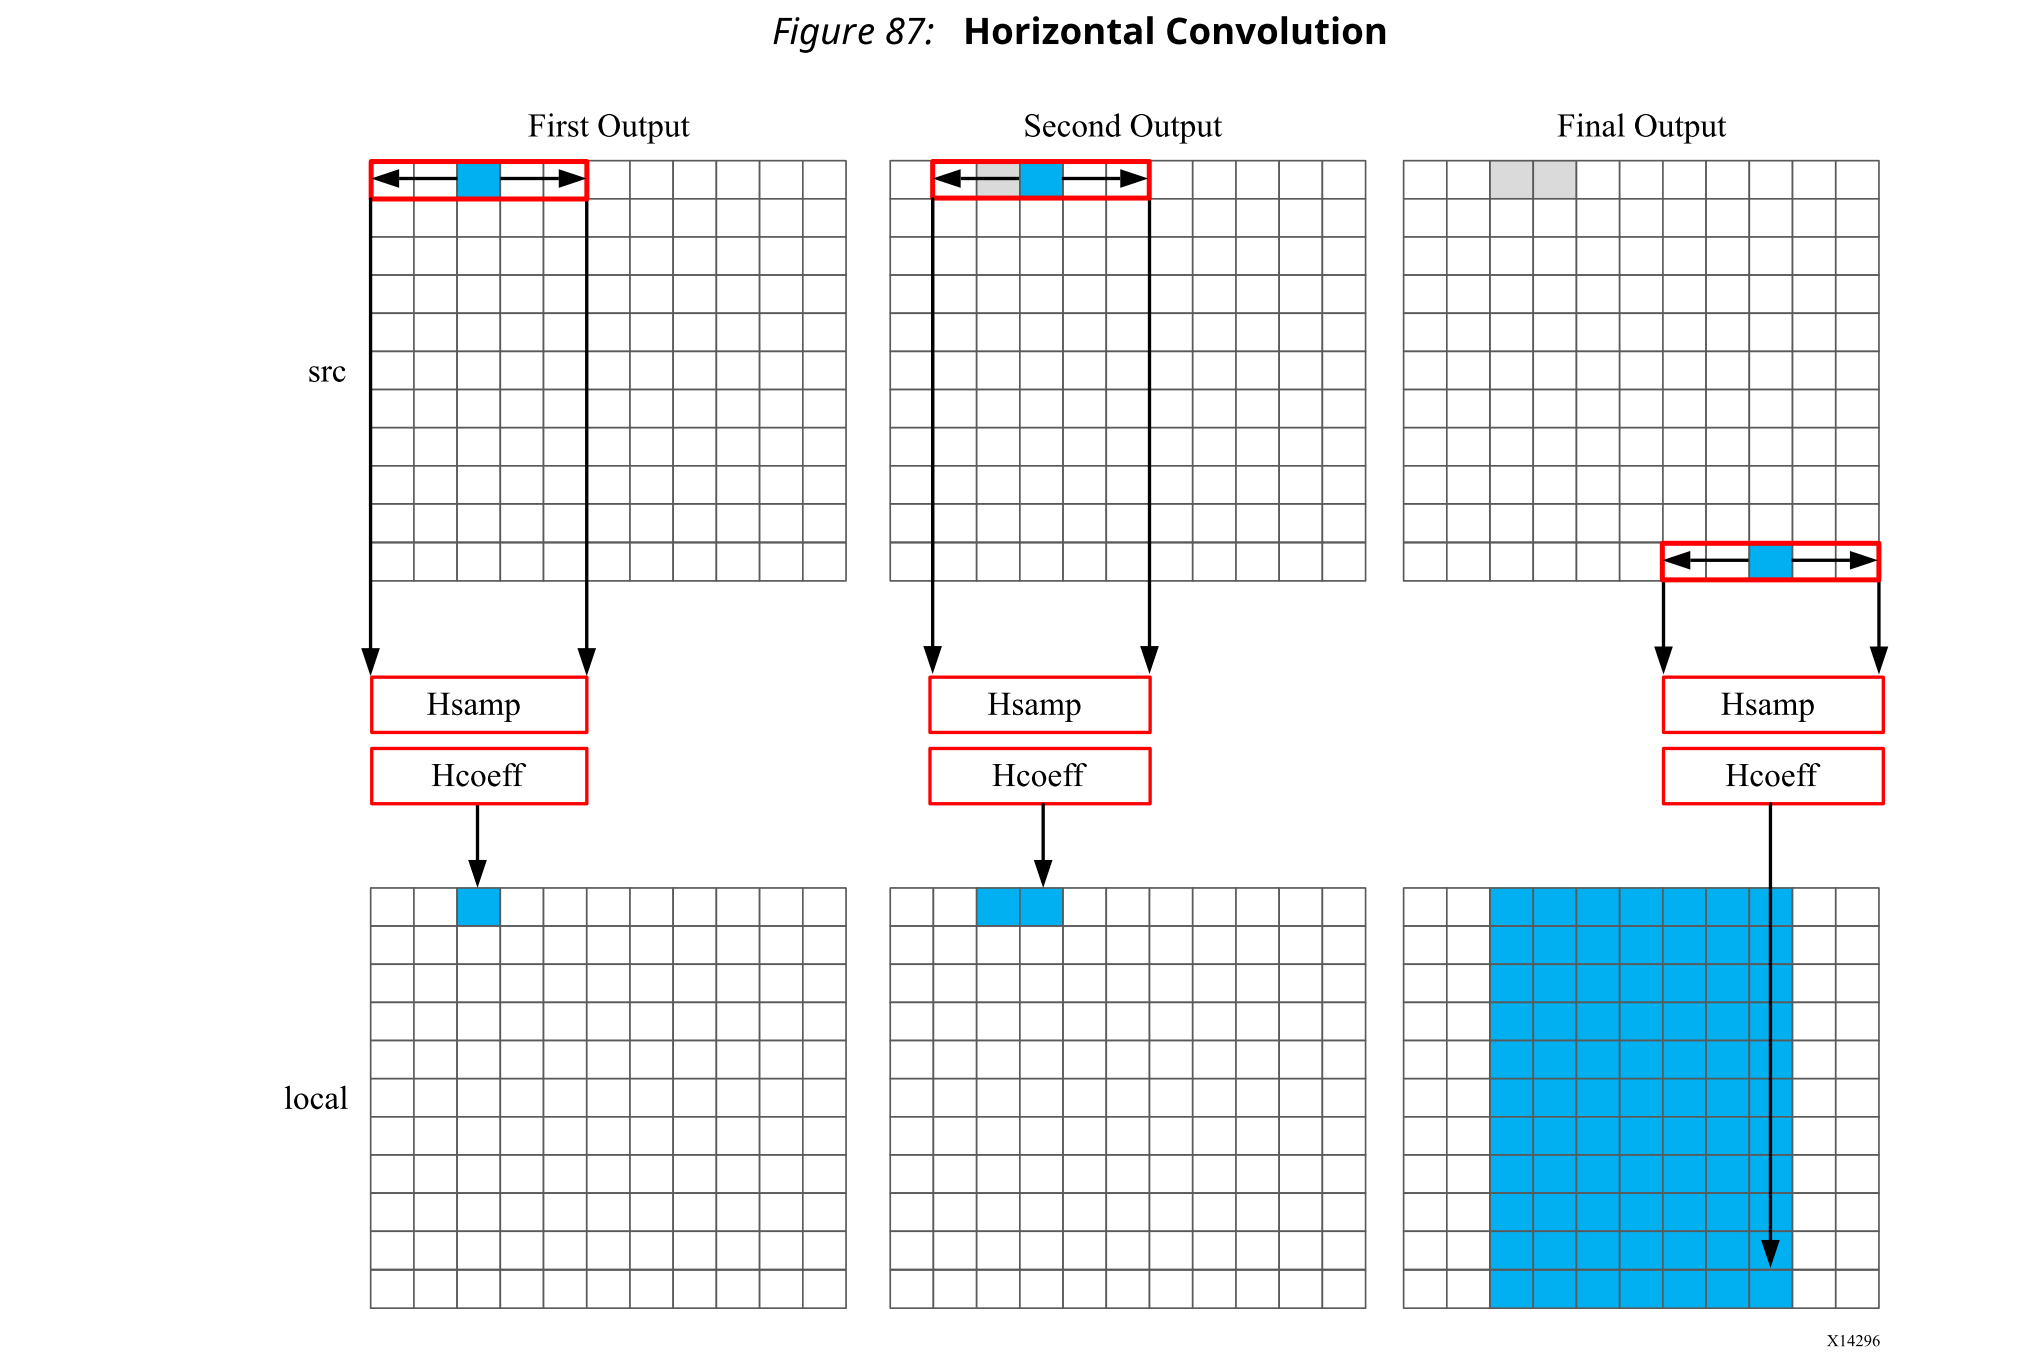 Figure 87: Horizontal Convolution
First Output
Second Output
Final Output
src
Hsamp
Hsamp
Hsamp
Hcoeff
Hcoeff
Hcoeff
local
X14296